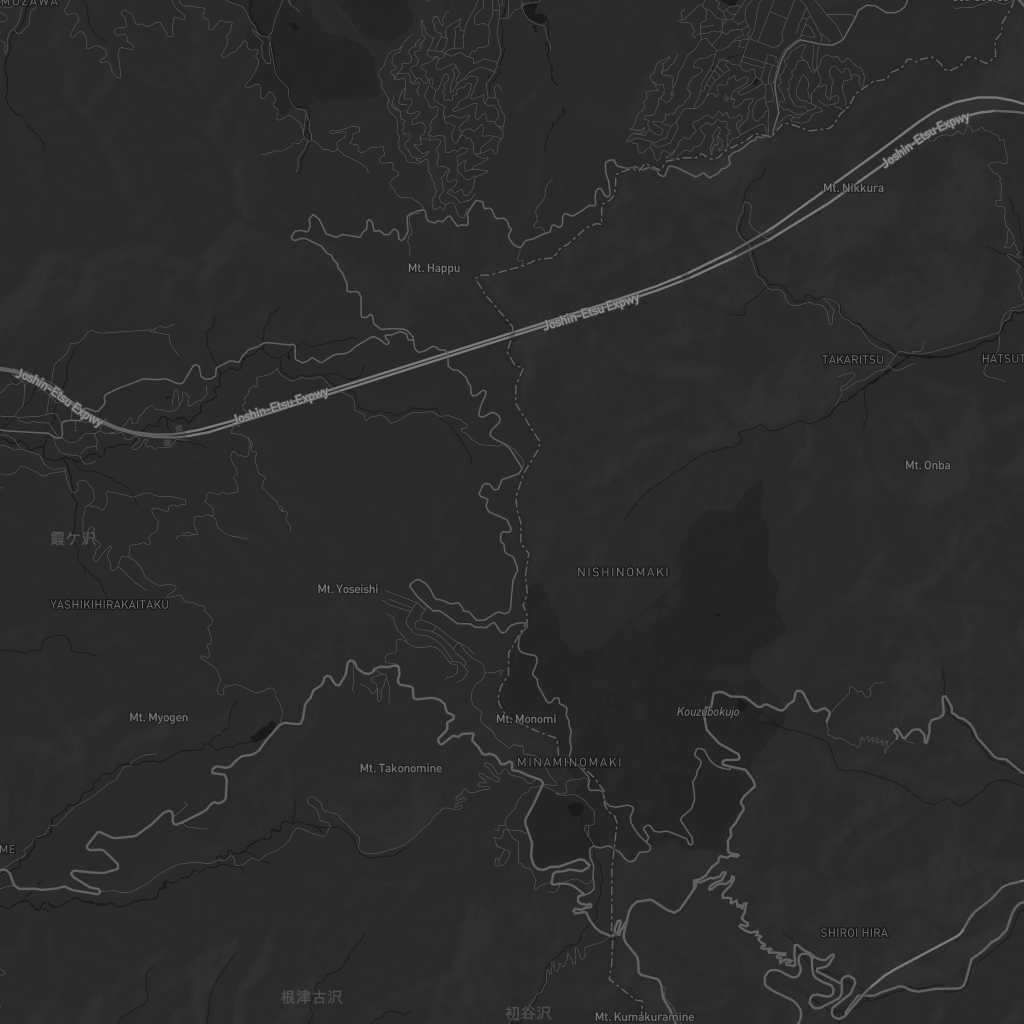 MOZAWA
Joshin-Etsu Expwy
Mt. Nikkura
Mt. Happu
Joshin-Etsu Expwy
TAKARITSU
HATSUT
Joshin-Etsu Expwy
Joshin-Etsu Expwy
Mt. Onba
霞ケ沢
NISHINOMAKI
Mt. Yoseishi
YASHIKIHIRAKAITAKU
Kouzubokujo
Mt. Myogen
Mt. Monomi
MINAMINOMAKI
Mt. Takonomine
ME
SHIROI HIRA
根津古沢
初谷沢
Mt. Kumakuramine